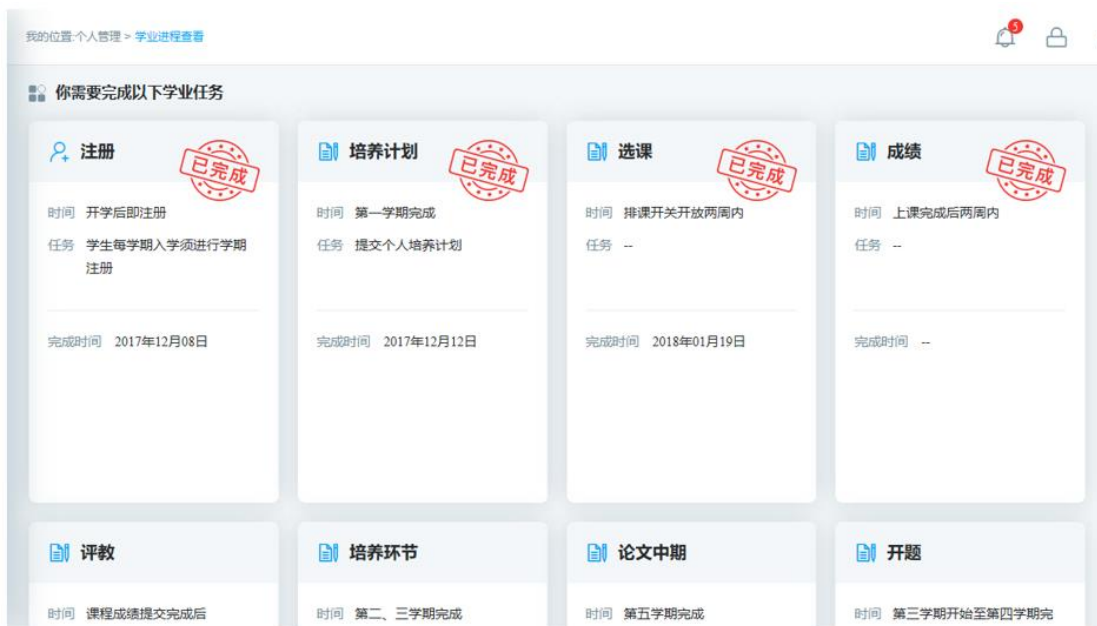 我的位置:个人管理 > 学业进程查看
5
你需要完成以下学业任务
注册
已完成
时间 开学后即注册
任务 学生每学期入学须进行学期
注册
完成时间 2017年12月08日
培养计划
已完成
时间 第一学期完成
任务 提交个人培养计划
完成时间 2017年12月12日
选课
已完成
时间 排课开关开放两周内
任务 --
完成时间 2018年01月19日
成绩
已完成
时间 上课完成后两周内
任务 --
完成时间 --
评教
时间 课程成绩提交完成后
培养环节
时间 第二、三学期完成
论文中期
时间 第五学期完成
开题
时间 第三学期开始至第四学期完